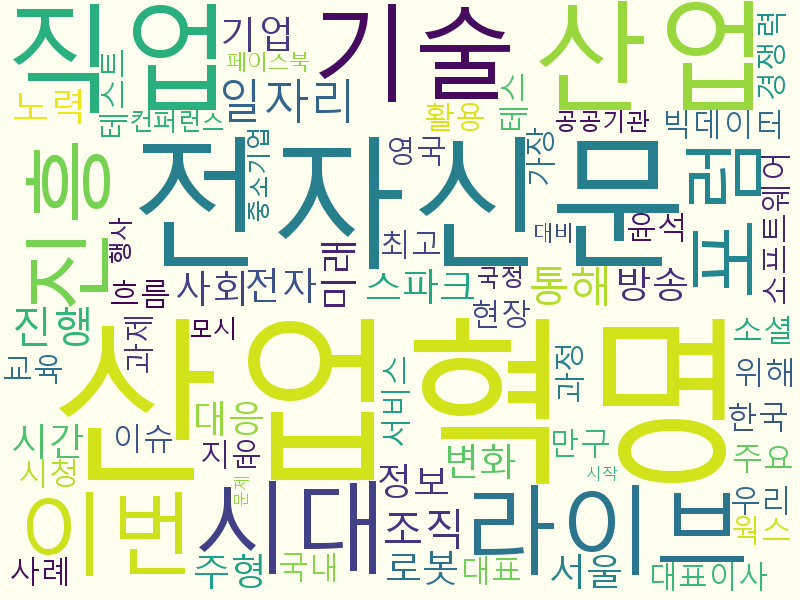 직업
기업
기술
산업
경쟁력
페이스북
테스트
노력
일자리
컨퍼런스
활용
테스
공공기관
빅데이터
진흥
중소기업
전자신문
영국
가장
포럼
소프트웨어
행사
미래
최고
대비
윤석
흐름
사회
전자
스파크
국정
통해
방송
진행
과제
모시
현장
소셜
산업혁명
교육
서비스
과정
위해
대응
한국
시간
이슈
지윤
변화
만구
주요
시청
문제
정보
시작
이번
시대
조직
라이브
우리
웍스
사례
주형
국내
로봇
대표
서울
대표이사